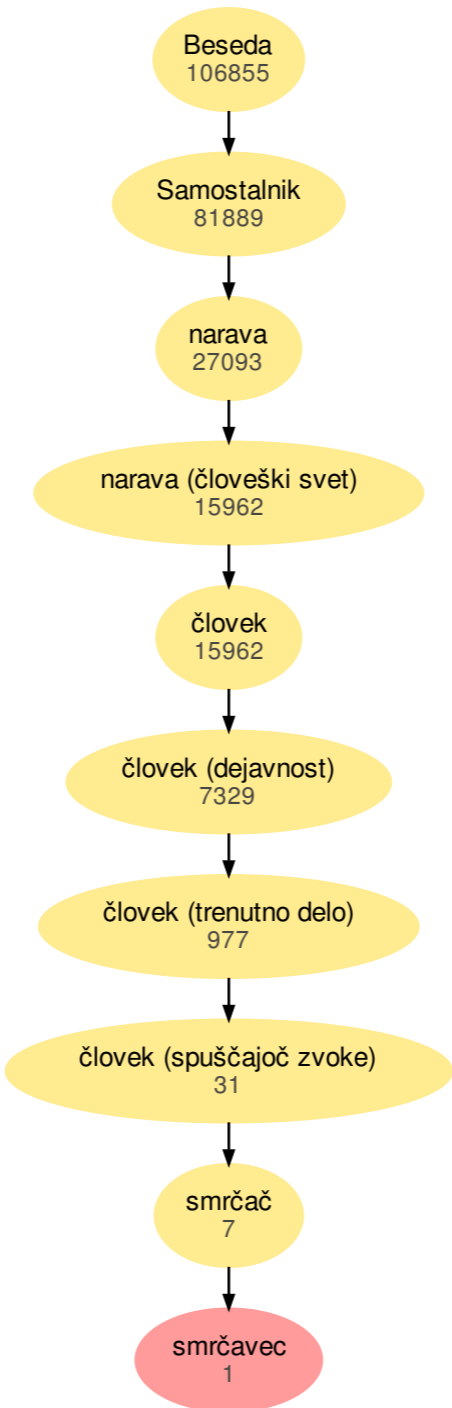 Beseda
106855
Samostalnik
81889
narava
27093
narava (človeški svet)
15962
človek
15962
človek (dejavnost)
7329
človek (trenutno delo)
977
človek (spuščajoč zvoke)
31
smrčač
7
smrčavec
1